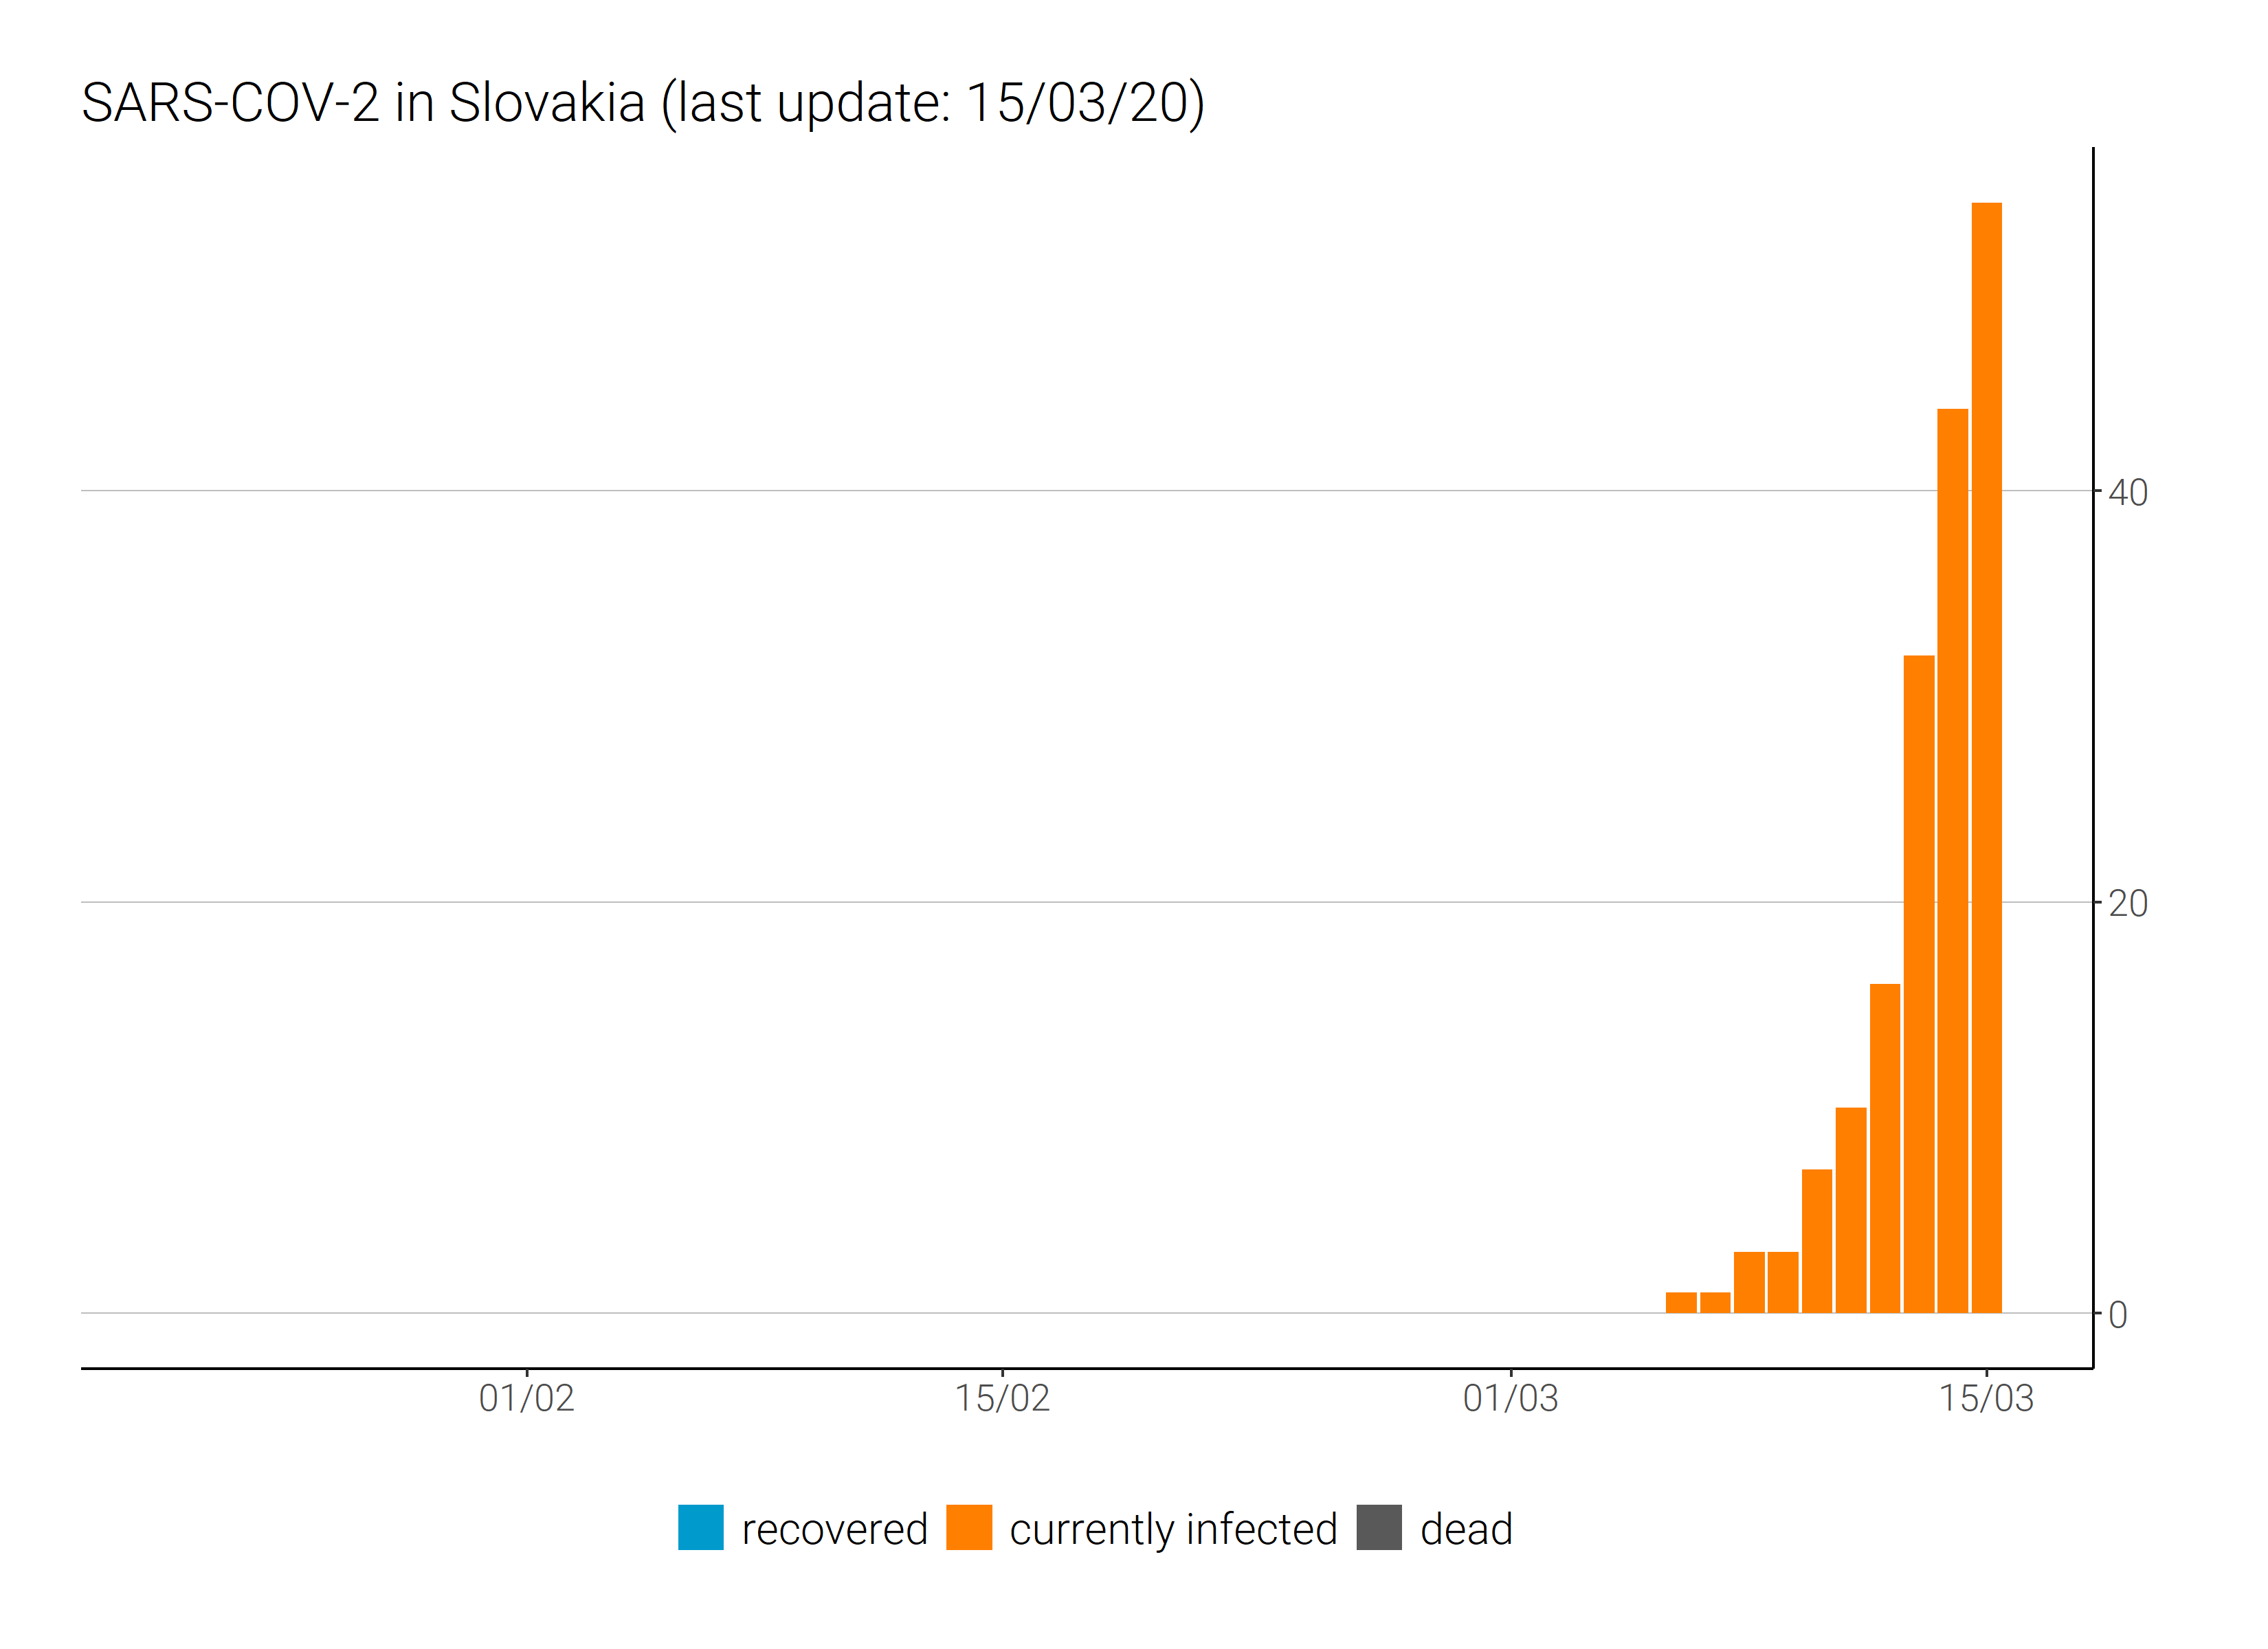 SARS-COV-2 in Slovakia (last update: 15/03/20)
40
20
0
01/02 15/02 01/03 15/03
recovered currently infected dead